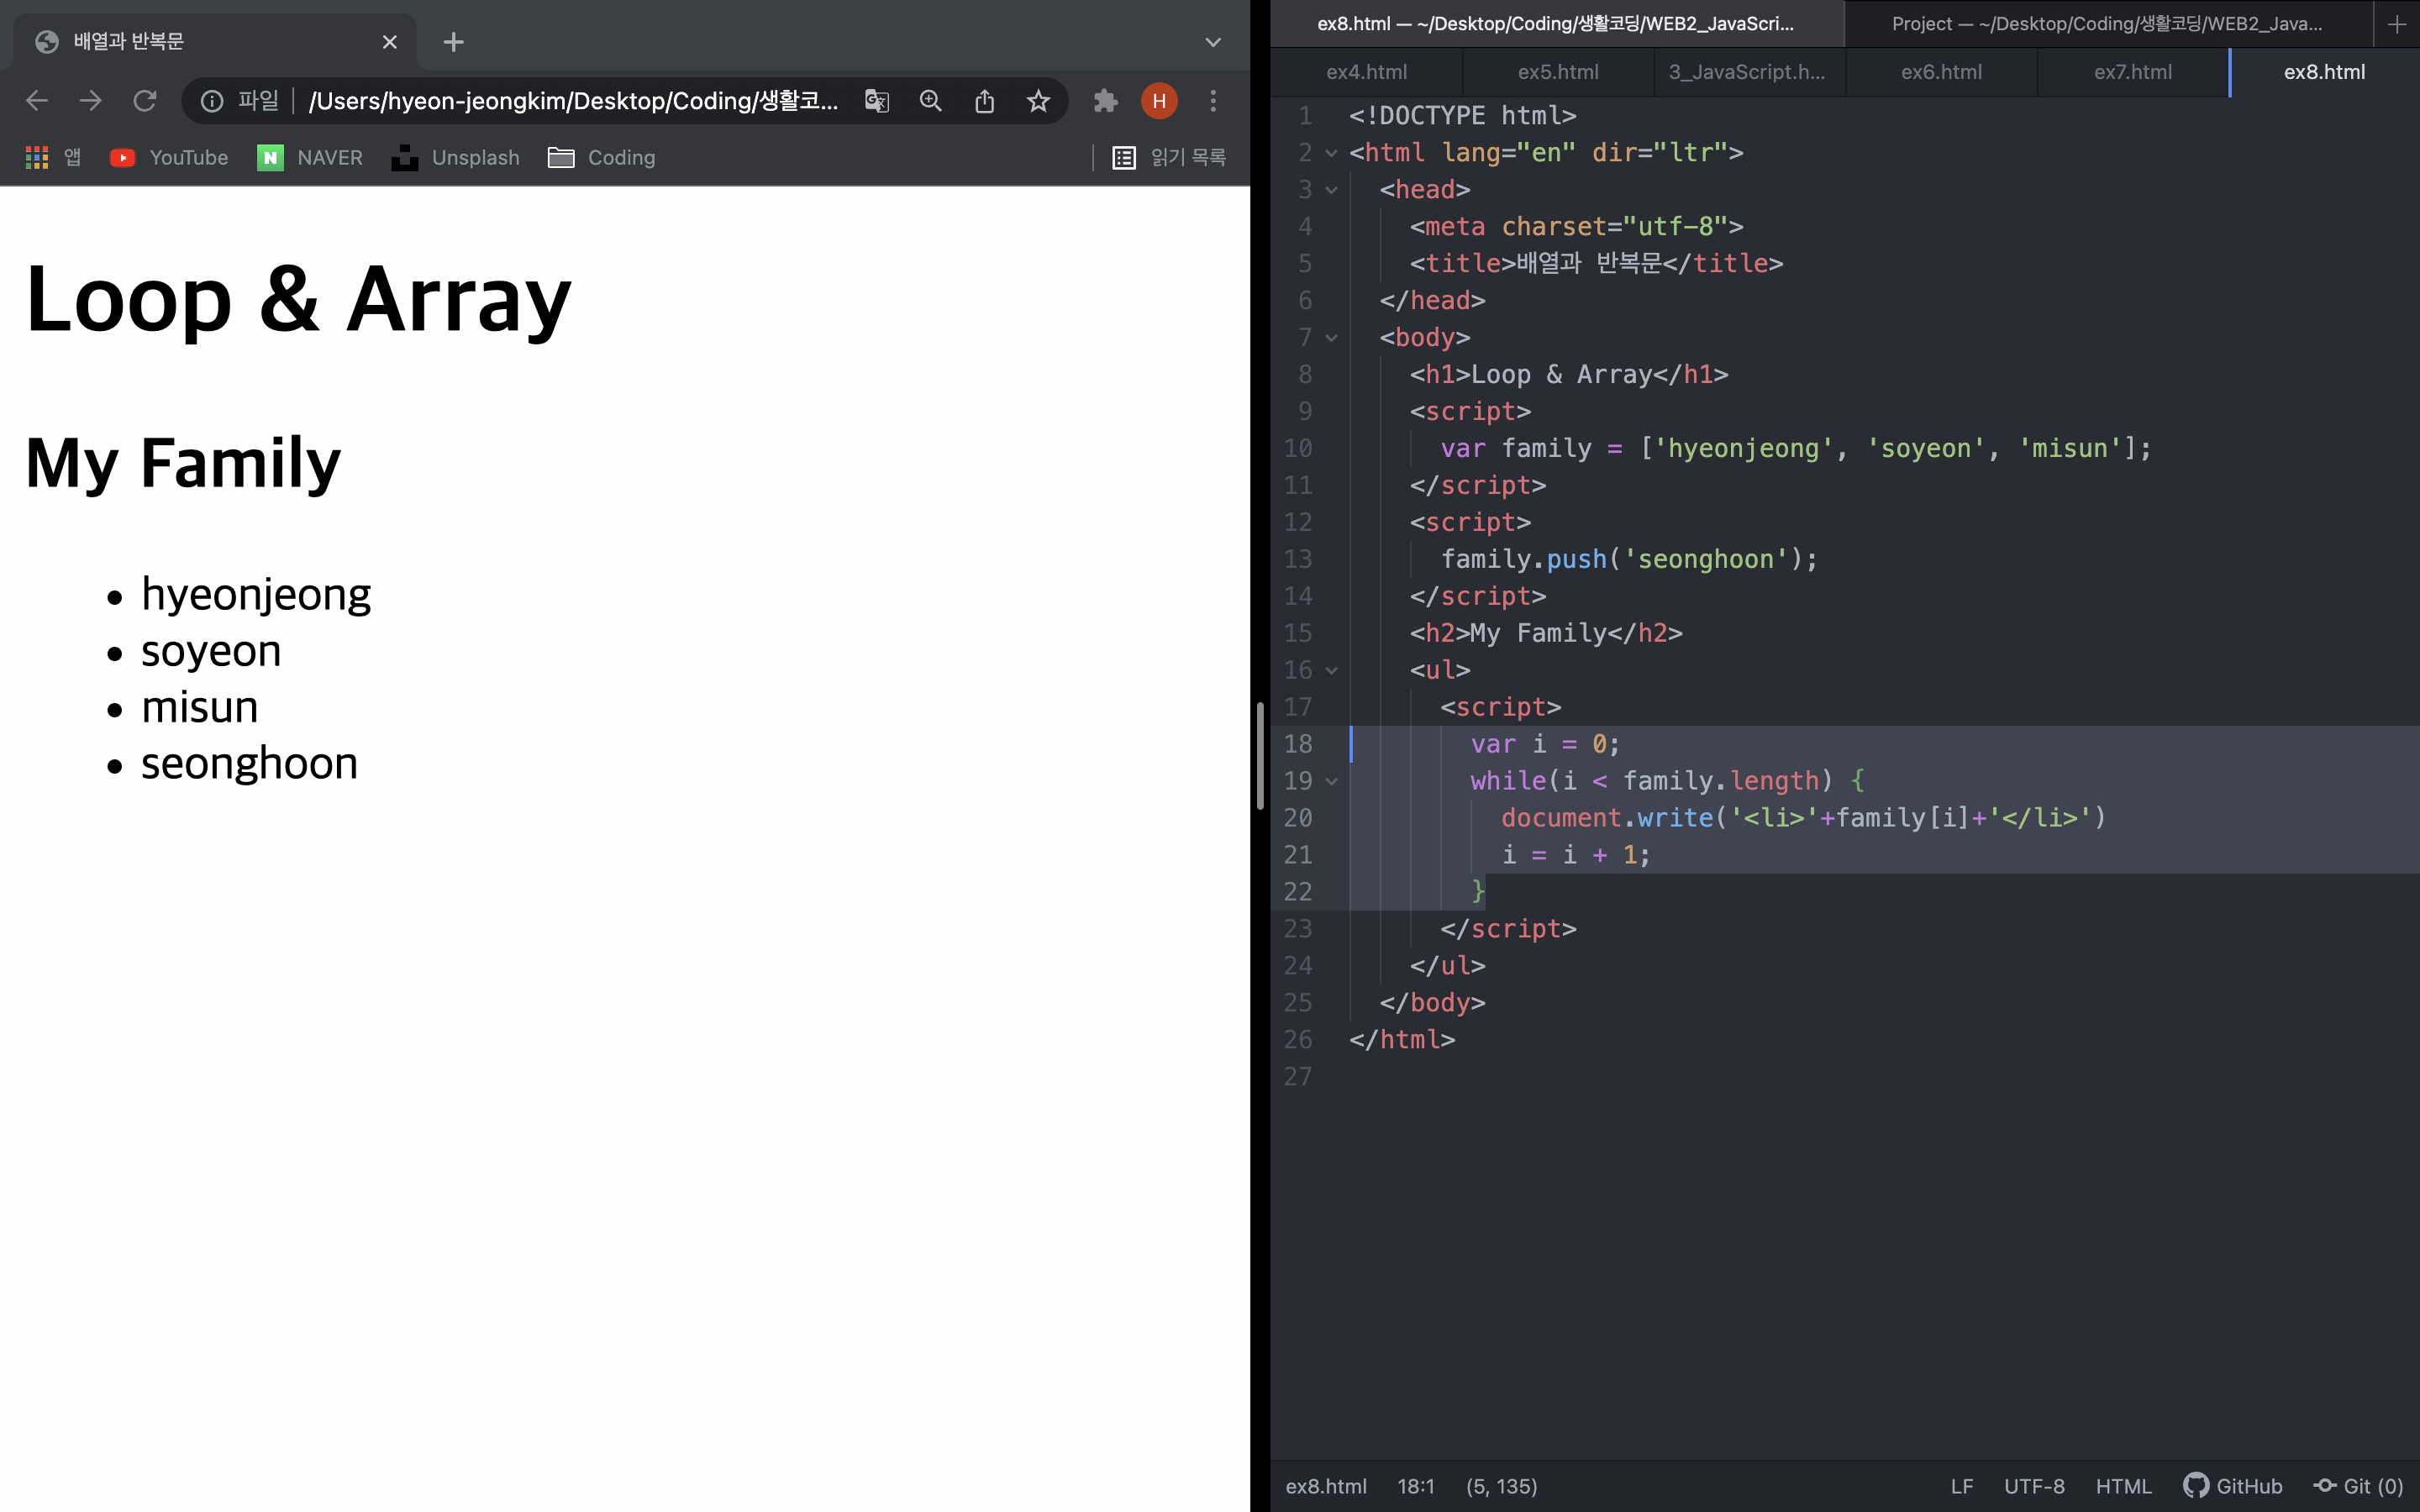 배열과 반복문
파일 /Users/hyeon-jeongkim/Desktop/Coding/생활코...
H
앱 YouTube NAVER Unsplash Coding 읽기 목록
Loop & Array
My Family
• hyeonjeong
• soyeon
• misun
• seonghoon
ex8.html — ~/Desktop/Coding/생활코딩/WEB2_JavaScri... Project — ~/Desktop/Coding/생활코딩/WEB2_Java...
ex4.html ex5.html 3_JavaScript.h... ex6.html ex7.html ex8.html
1 <!DOCTYPE html>
2 <html lang="en" dir="ltr">
3 <head>
4 <meta charset="utf-8">
5 <title>배열과 반복문</title>
6 </head>
7 <body>
8 <h1>Loop & Array</h1>
9 <script>
10 var family = ['hyeonjeong', 'soyeon', 'misun'];
11 </script>
12 <script>
13 family.push('seonghoon');
14 </script>
15 <h2>My Family</h2>
16 <ul>
17 <script>
18 var i = 0;
19 while(i < family.length) {
20 document.write('<li>'+family[i]+'</li>')
21 i = i + 1;
22 }
23 </script>
24 </ul>
25 </body>
26 </html>
27
ex8.html 18:1 (5, 135) LF UTF-8 HTML GitHub Git (0)